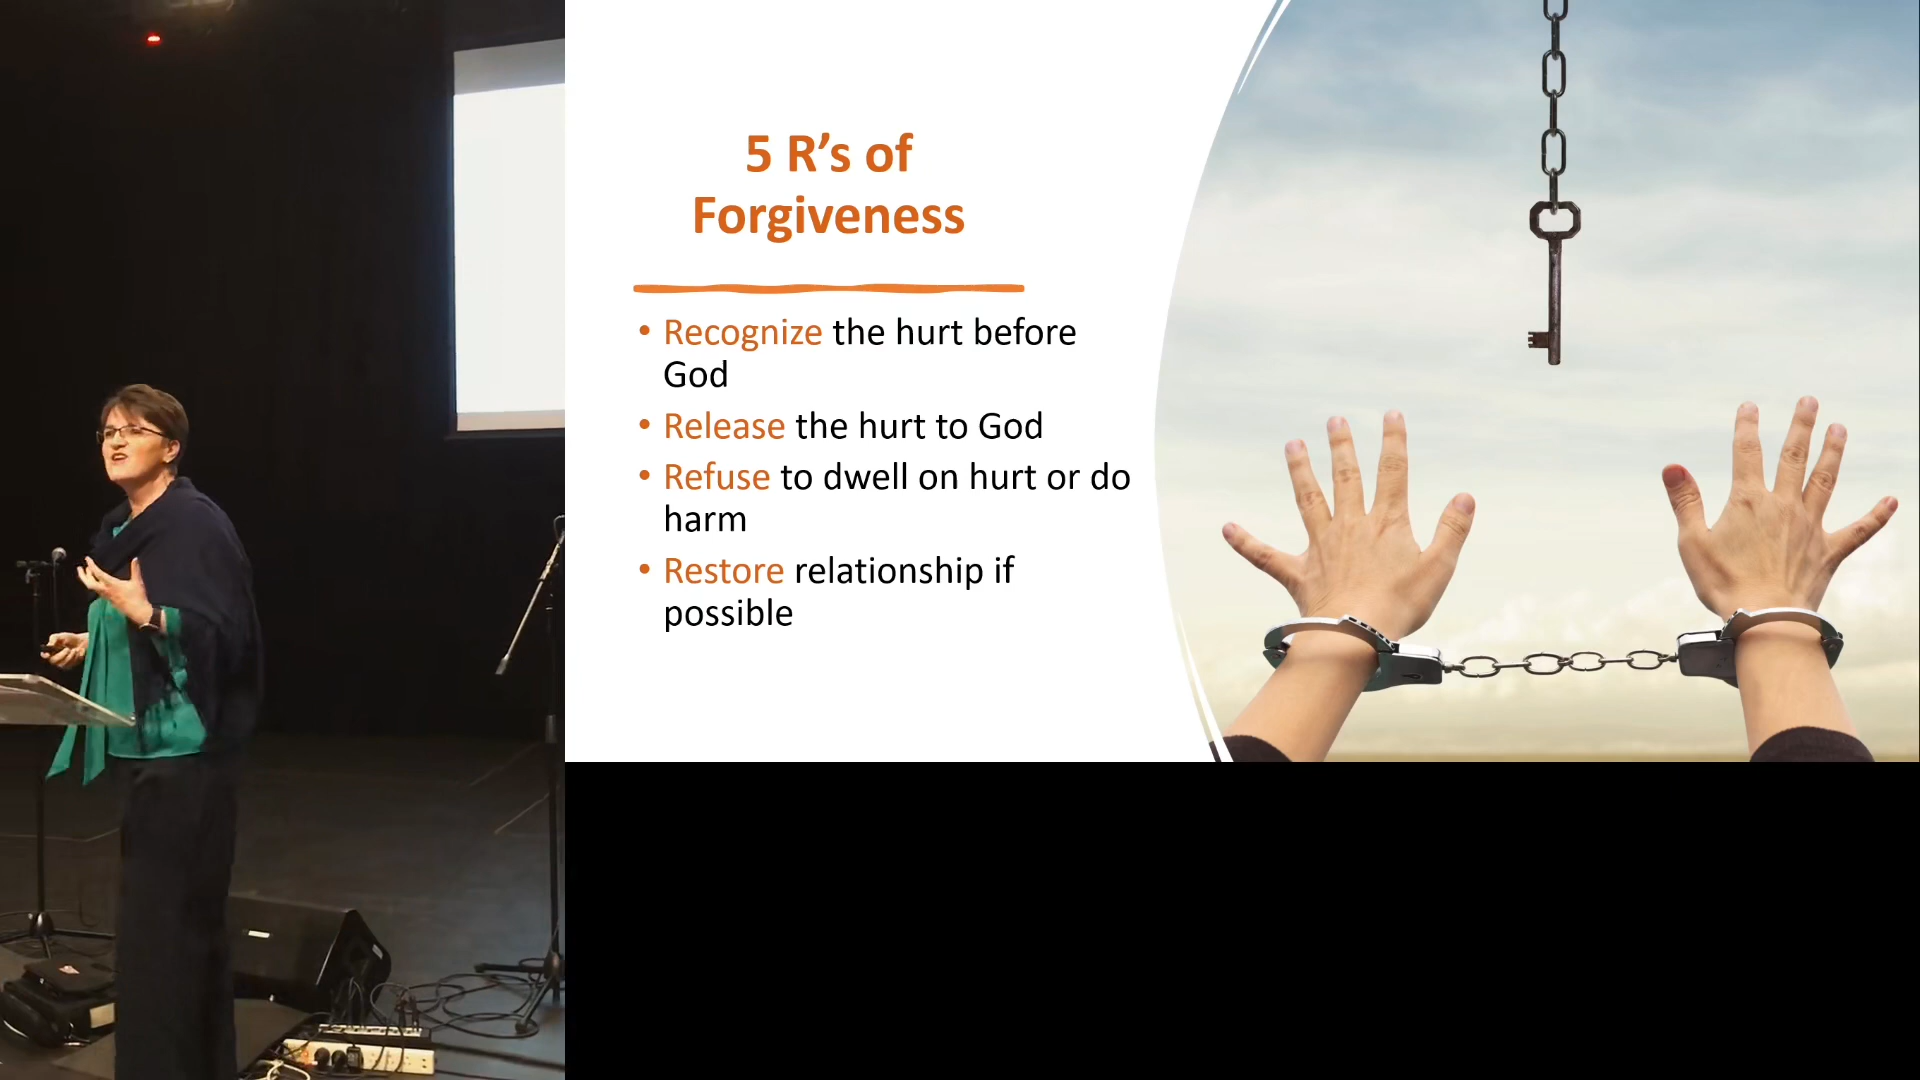 5 R’s of
Forgiveness
• Recognize the hurt before
God
• Release the hurt to God
• Refuse to dwell on hurt or do
harm
• Restore relationship if
possible